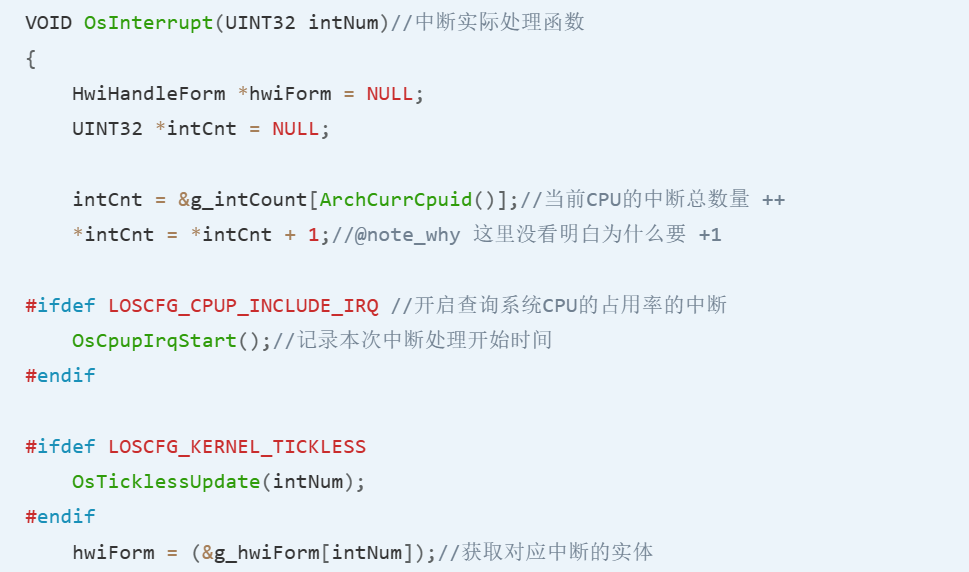 VOID OsInterrupt(UINT32 intNum)//中断实际处理函数
{
    HwiHandleForm *hwiForm = NULL;
    UINT32 *intCnt = NULL;

    intCnt = &g_intCount[ArchCurrCpuid()];//当前CPU的中断总数量 ++
    *intCnt = *intCnt + 1;//@note_why 这里没看明白为什么要 +1

#ifdef LOSCFG_CPUP_INCLUDE_IRQ //开启查询系统CPU的占用率的中断
    OsCpupIrqStart();//记录本次中断处理开始时间
#endif

#ifdef LOSCFG_KERNEL_TICKLESS
    OsTicklessUpdate(intNum);
#endif
    hwiForm = (&g_hwiForm[intNum]);//获取对应中断的实体